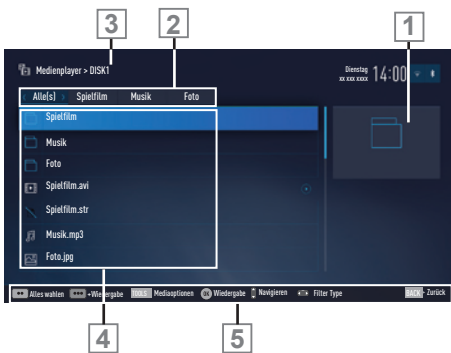 3 2 1
Medienplayer > DISK1
Dienstag
xx xxx xxxx
14:00
Alle[s] Spielfilm Musik Foto
Spielfilm
Musik
Foto
Spielfilm.avi
Spielfilm.str
Musik.mp3
Foto.jpg
Alles wahlen +Wiedergabe TOOLS Mediaoptionen OK Wiedergabe Navigieren Filter Type BACK Zurück
4 5